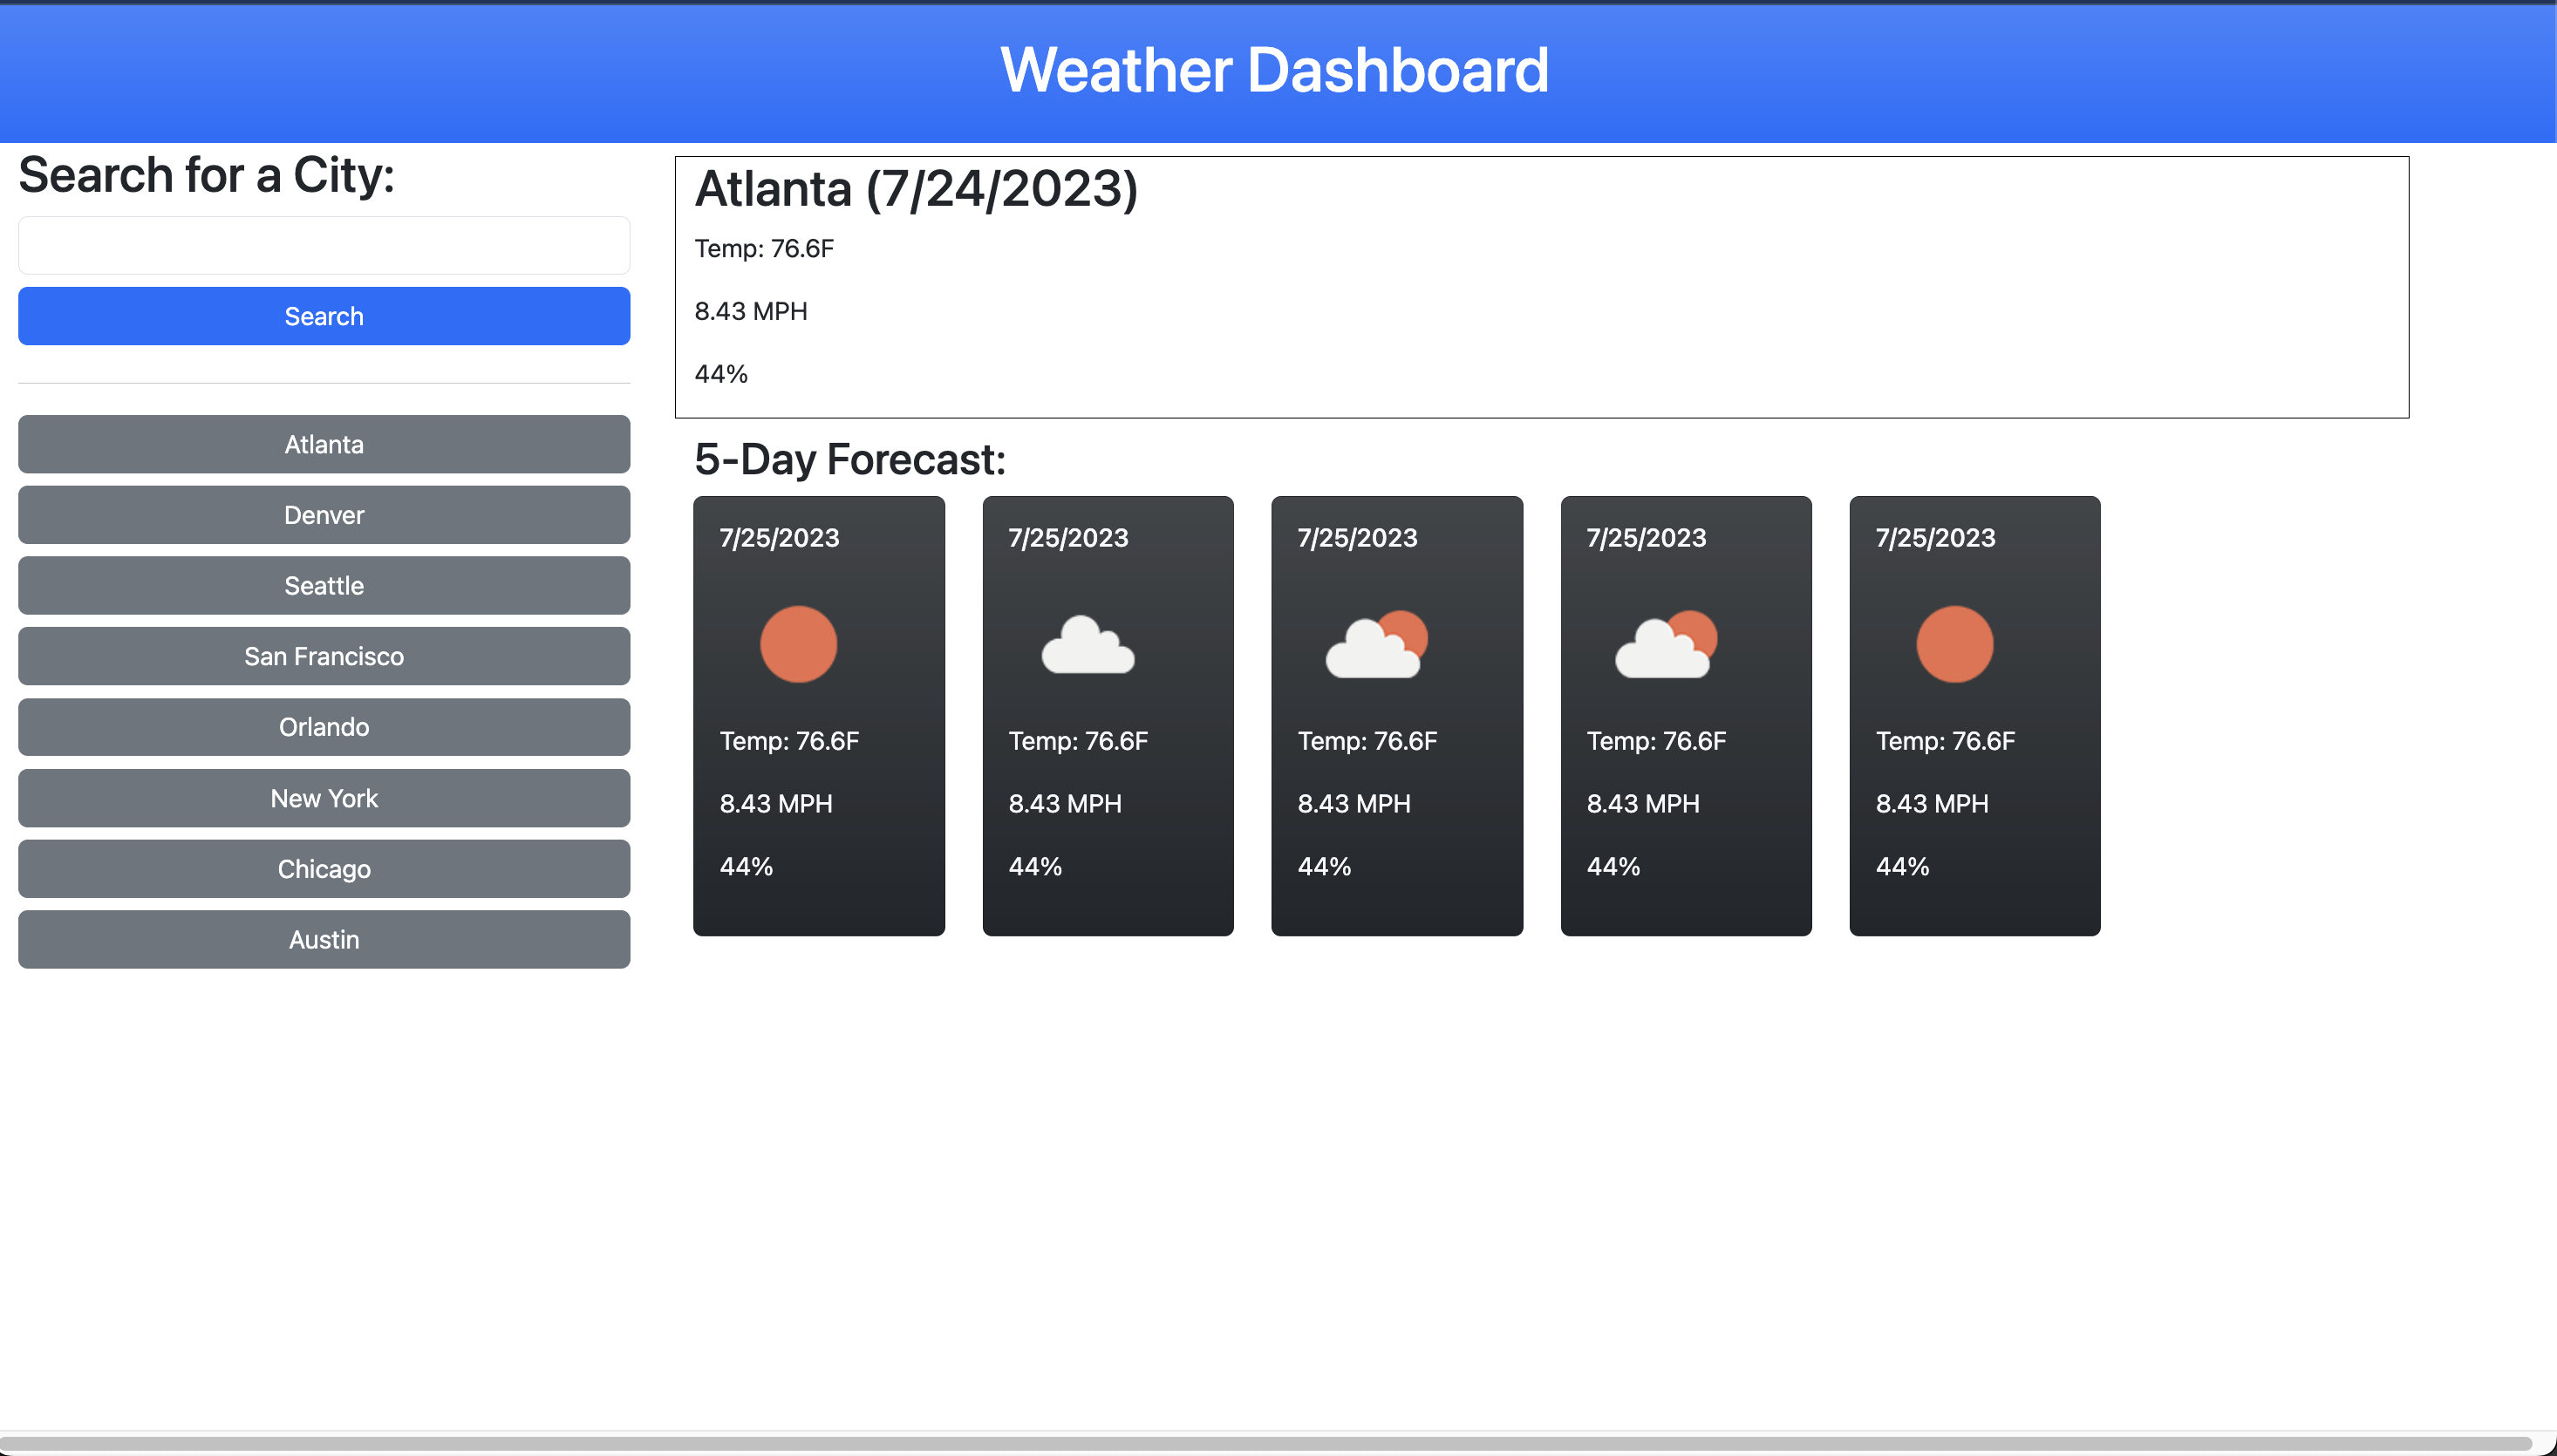 Weather Dashboard
Search for a City:
Search
Atlanta
Denver
Seattle
San Francisco
Orlando
New York
Chicago
Austin
Atlanta (7/24/2023)
Temp: 76.6F
8.43 MPH
44%
5-Day Forecast:
7/25/2023
Temp: 76.6F
8.43 MPH
44%
7/25/2023
Temp: 76.6F
8.43 MPH
44%
7/25/2023
Temp: 76.6F
8.43 MPH
44%
7/25/2023
Temp: 76.6F
8.43 MPH
44%
7/25/2023
Temp: 76.6F
8.43 MPH
44%